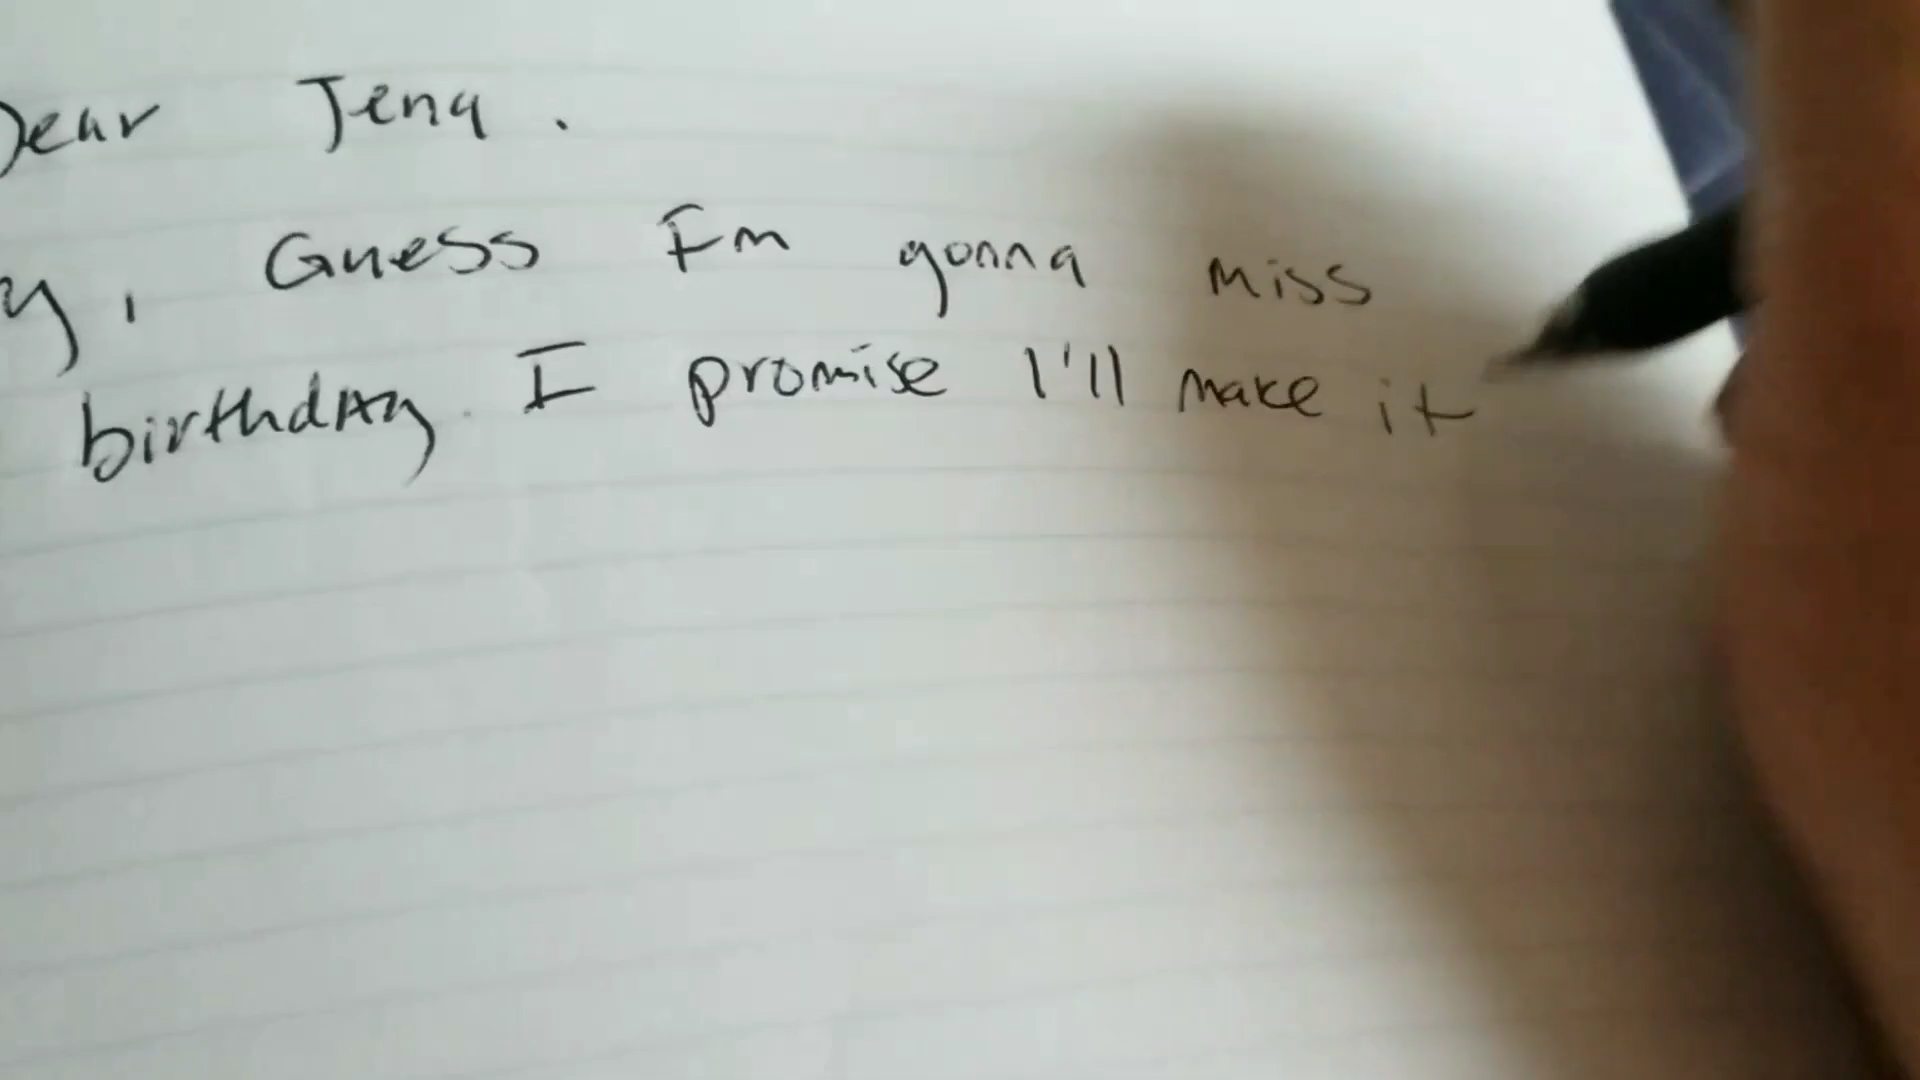 Dear Jena.
y, Guess I'm gonna miss
birthday. I promise I'll make it